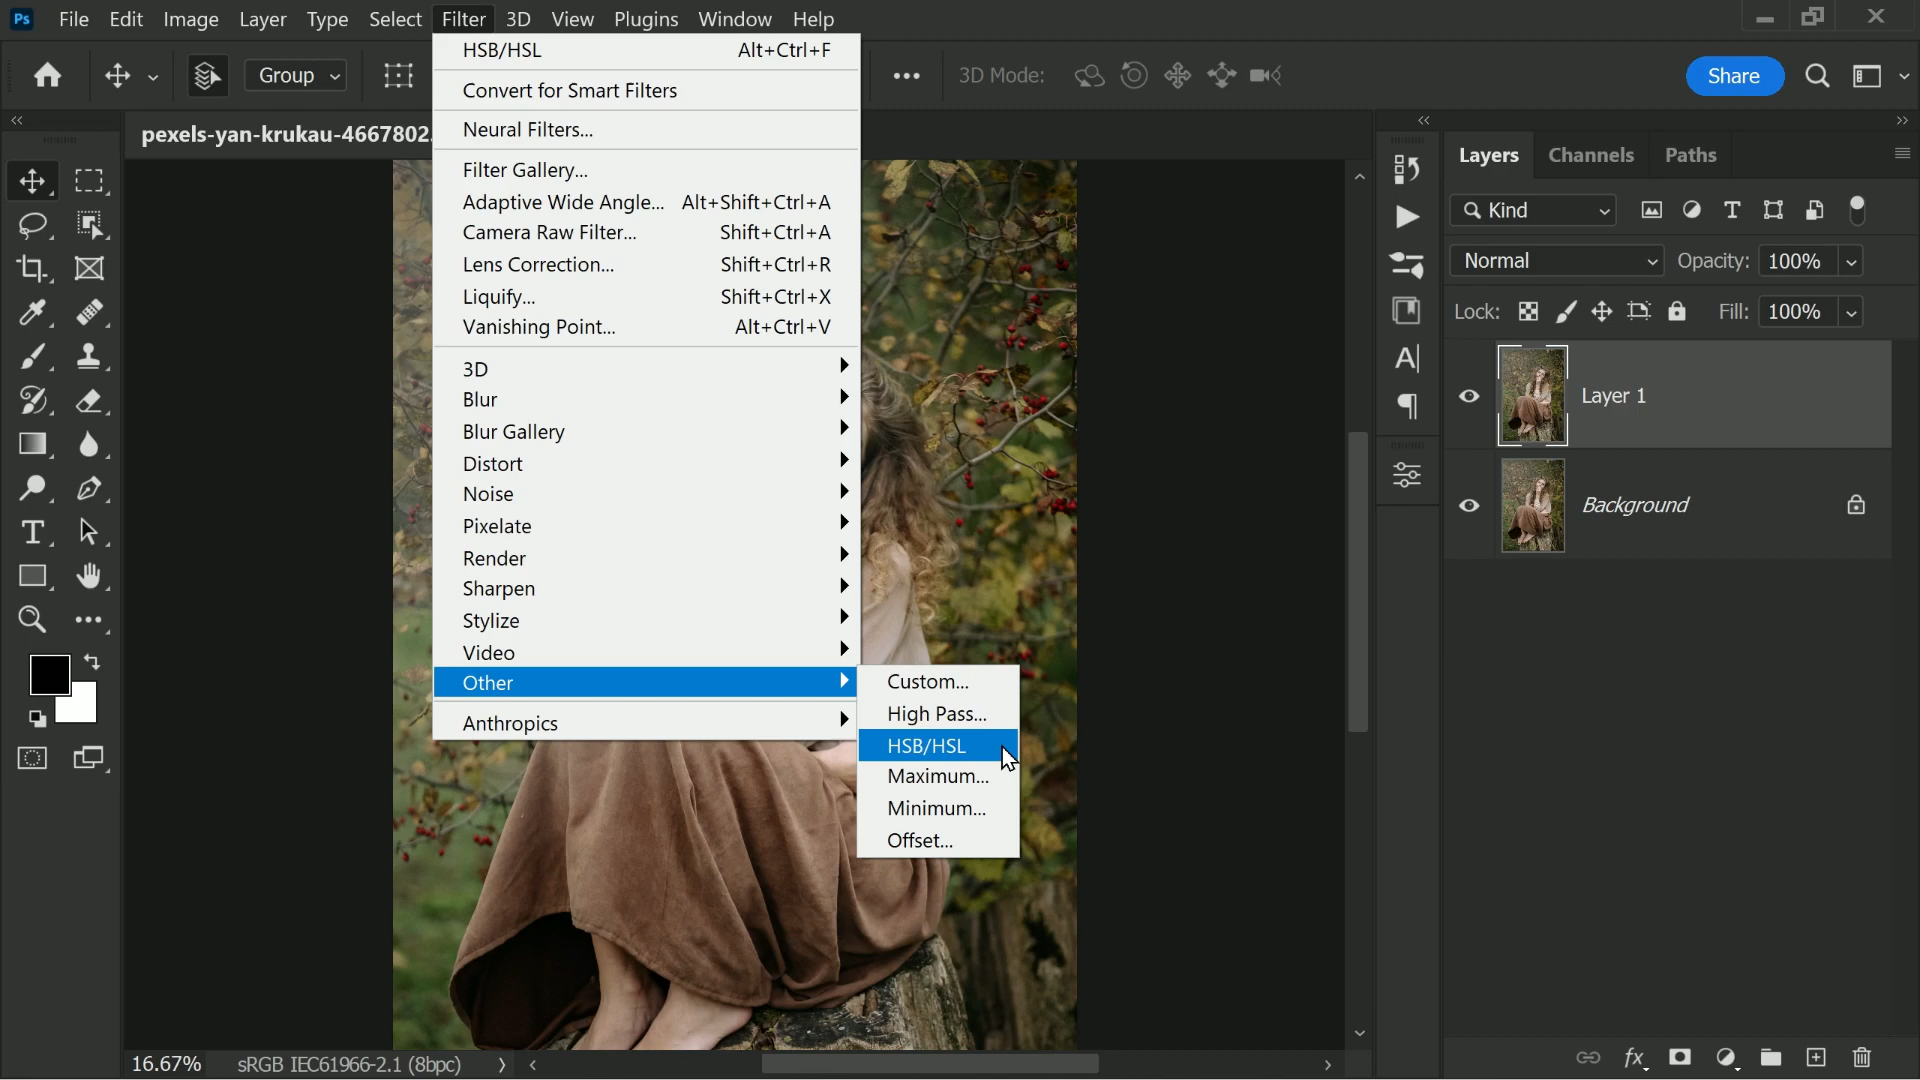 Ps File Edit Image Layer Type Select Filter 3D View Plugins Window Help
Group
3D Mode:
Share
pexels-yan-krukau-4667802.
HSB/HSL Alt+Ctrl+F
Convert for Smart Filters
Neural Filters...
Filter Gallery...
Adaptive Wide Angle... Alt+Shift+Ctrl+A
Camera Raw Filter... Shift+Ctrl+A
Lens Correction... Shift+Ctrl+R
Liquify... Shift+Ctrl+X
Vanishing Point... Alt+Ctrl+V
3D
Blur
Blur Gallery
Distort
Noise
Pixelate
Render
Sharpen
Stylize
Video
Other
Anthropics
Custom...
High Pass...
HSB/HSL
Maximum...
Minimum...
Offset...
Layers Channels Paths
Kind
Normal Opacity: 100%
Lock: Fill: 100%
Layer 1
Background
16.67% sRGB IEC61966-2.1 (8bpc)